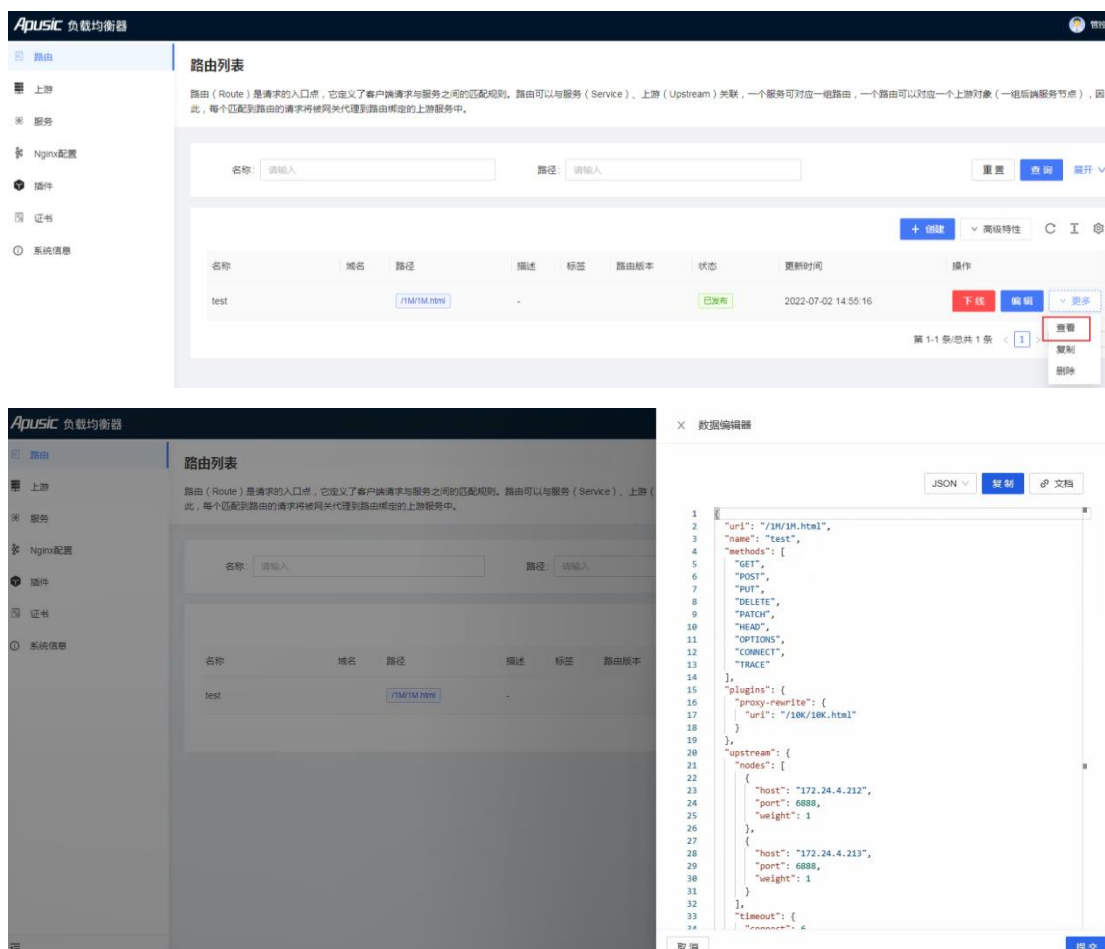 Apusic 负载均衡器
路由
上游
服务
Nginx配置
插件
证书
系统信息
路由列表
路由（Route）是请求的入口点，它定义了客户端请求与服务之间的匹配规则。路由可以与服务（Service）、上游（Upstream）关联，一个服务可对应一组路由，一个路由可以对应一个上游对象（一组后端服务节点），因
此，每个匹配到路由的请求将被网关代理到路由绑定的上游服务中。
名称: 请输入 路径: 请输入 重置 查询 展开
+ 创建 高级特性
名称 域名 路径 描述 标签 路由版本 状态 更新时间 操作
test /1M/1M.html - 已发布 2022-07-02 14:55:16 下线 编辑 更多
第 1-1 条/总共 1 条 < 1 >
查看
复制
删除
Apusic 负载均衡器
路由
上游
服务
Nginx配置
插件
证书
系统信息
路由列表
路由（Route）是请求的入口点，它定义了客户端请求与服务之间的匹配规则。路由可以与服务（Service）、上游（
此，每个匹配到路由的请求将被网关代理到路由绑定的上游服务中。
名称: 请输入 路径: 请输入
名称 域名 路径 描述 标签 路由版本
test /1M/1M.html -
× 数据编辑器
JSON 复制 文档
1 {
2 "uri": "/1M/1M.html",
3 "name": "test",
4 "methods": [
5 "GET",
6 "POST",
7 "PUT",
8 "DELETE",
9 "PATCH",
10 "HEAD",
11 "OPTIONS",
12 "CONNECT",
13 "TRACE"
14 ],
15 "plugins": {
16 "proxy-rewrite": {
17 "uri": "/10K/10K.html"
18 }
19 },
20 "upstream": {
21 "nodes": [
22 {
23 "host": "172.24.4.212",
24 "port": 6888,
25 "weight": 1
26 },
27 {
28 "host": "172.24.4.213",
29 "port": 6888,
30 "weight": 1
31 }
32 ],
33 "timeout": {
34 "connect": 6
取消 提交